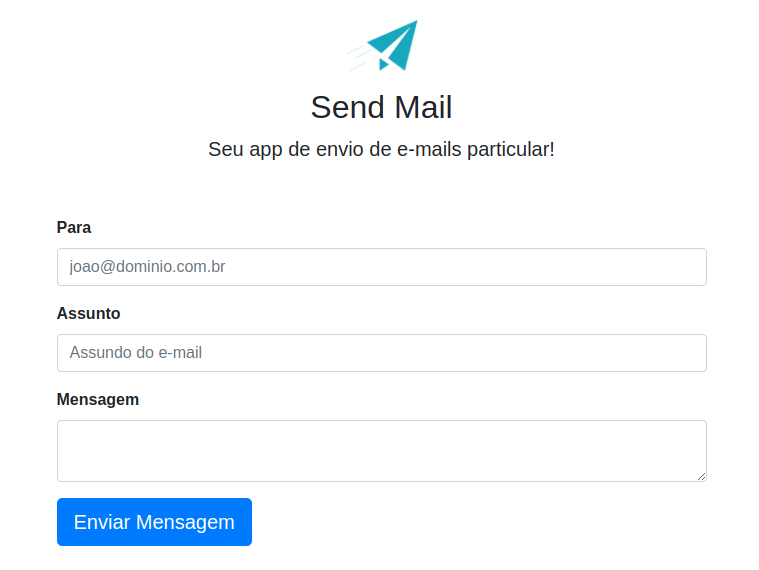 Send Mail
Seu app de envio de e-mails particular!
Para
joao@dominio.com.br
Assunto
Assundo do e-mail
Mensagem
Enviar Mensagem